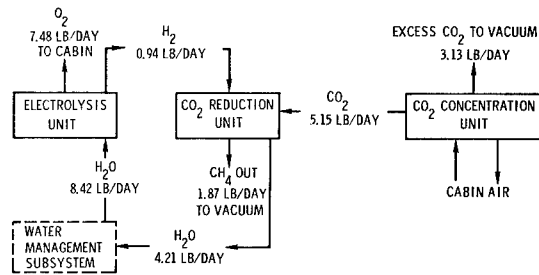 O2
7.48 LB/DAY
TO CABIN
H2
0.94 LB/DAY
EXCESS CO2 TO VACUUM
3.13 LB/DAY
ELECTROLYSIS
UNIT
CO2 REDUCTION
UNIT
CO2
5.15 LB/DAY
CO2 CONCENTRATION
UNIT
H2O
8.42 LB/DAY
CH4 OUT
1.87 LB/DAY
TO VACUUM
CABIN AIR
WATER
MANAGEMENT
SUBSYSTEM
H2O
4.21 LB/DAY